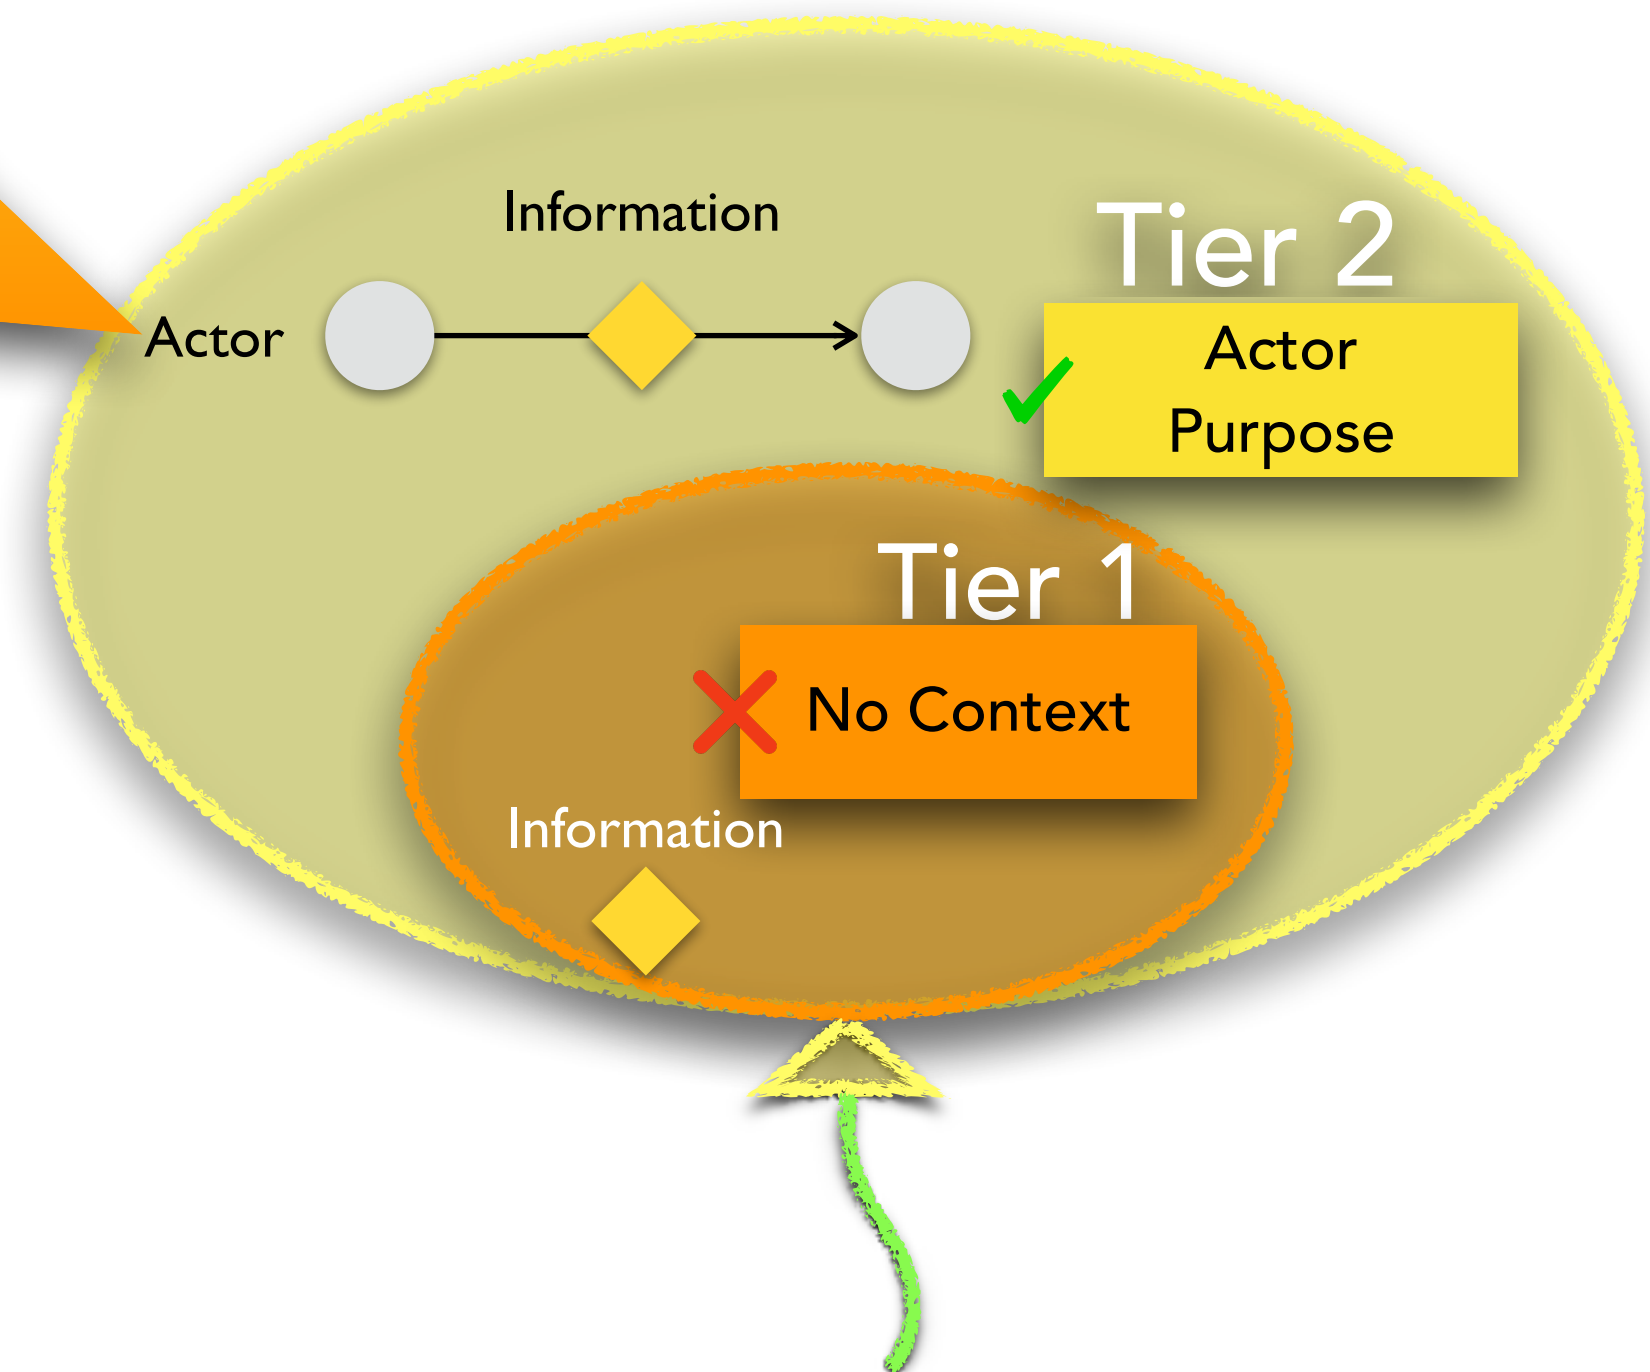 Information
Tier 2
Actor
Actor
Purpose
Tier 1
No Context
Information